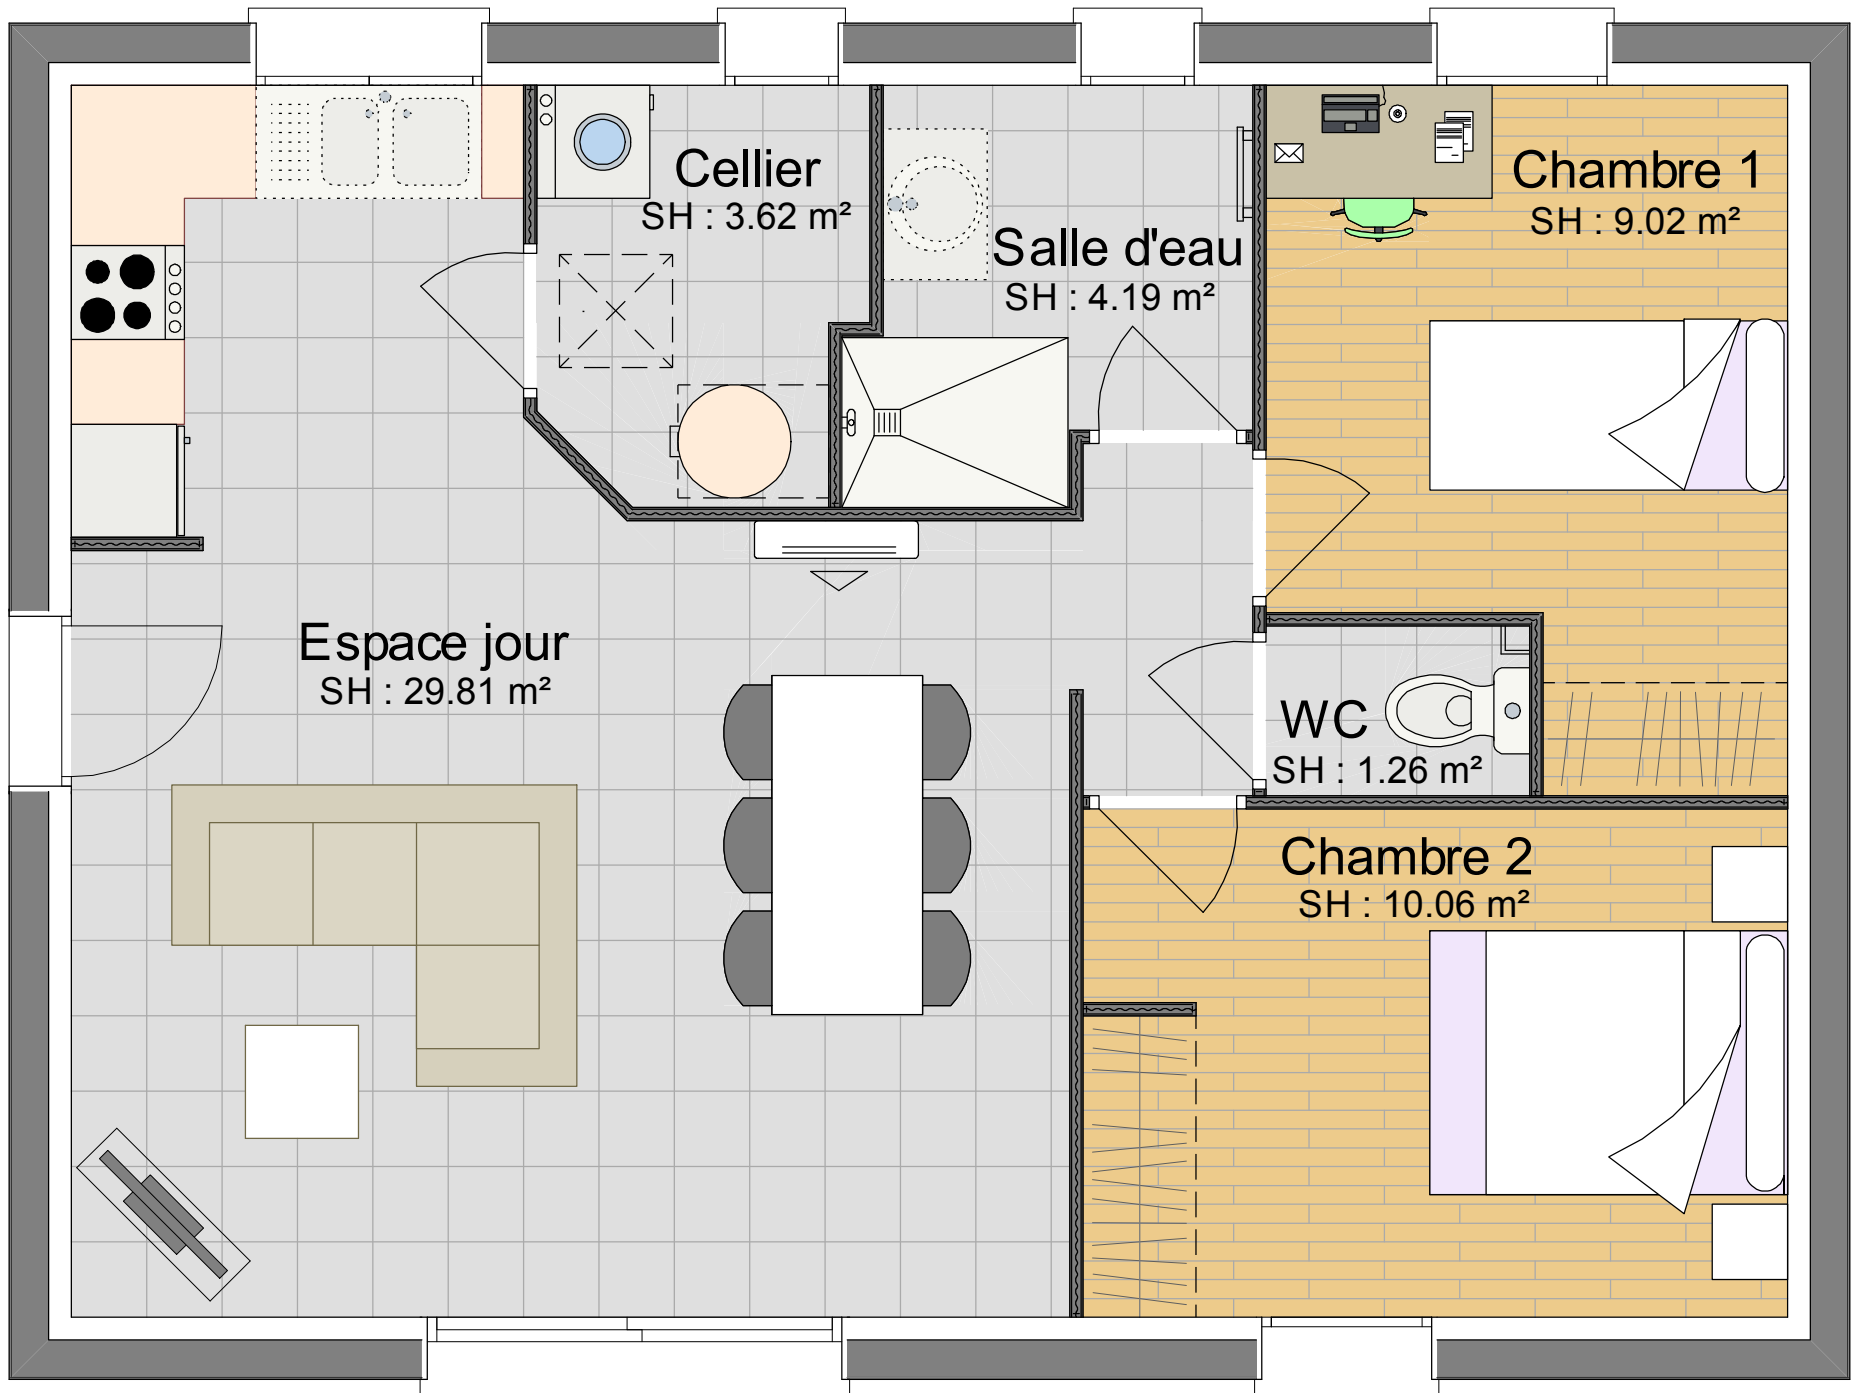 Cellier
SH : 3.62 m²
Chambre 1
SH : 9.02 m²
Salle d'eau
SH : 4.19 m²
Espace jour
SH : 29.81 m²
WC
SH : 1.26 m²
Chambre 2
SH : 10.06 m²